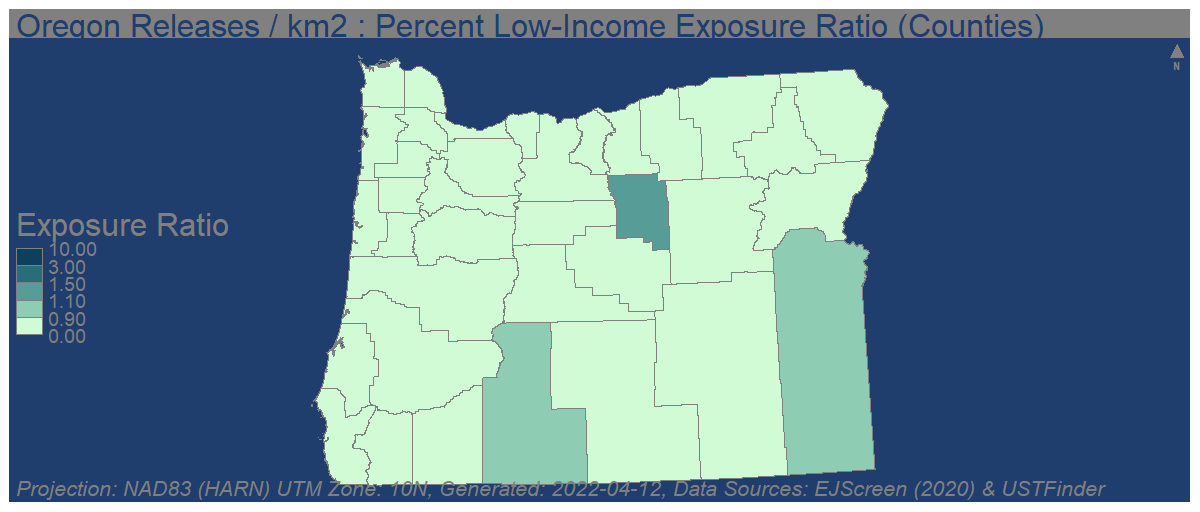 Oregon Releases / km2 : Percent Low-Income Exposure Ratio (Counties)
N
Exposure Ratio
10.00
3.00
1.50
1.10
0.90
0.00
Projection: NAD83 (HARN) UTM Zone: 10N, Generated: 2022-04-12, Data Sources: EJScreen (2020) & USTFinder